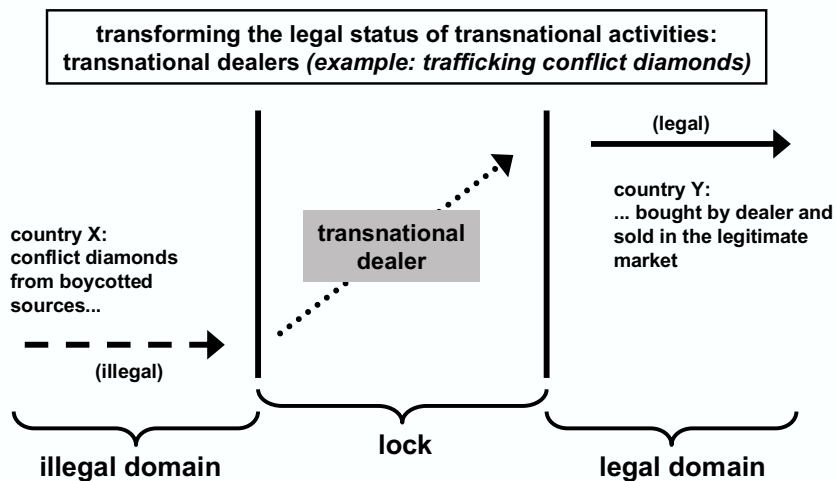 transforming the legal status of transnational activities:
transnational dealers (example: trafficking conflict diamonds)
(legal)
country Y:
... bought by dealer and
sold in the legitimate
market
transnational
dealer
country X:
conflict diamonds
from boycotted
sources...
(illegal)
illegal domain
lock
legal domain